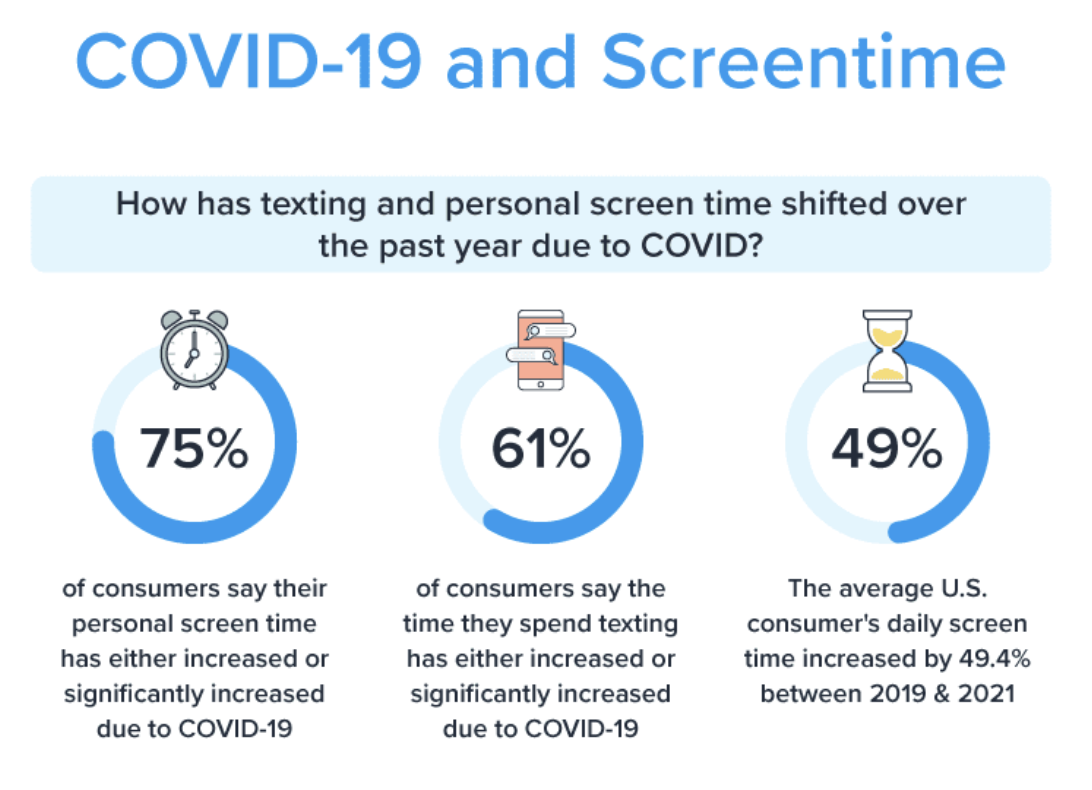 COVID-19 and Screentime
How has texting and personal screen time shifted over
the past year due to COVID?
75%
of consumers say their
personal screen time
has either increased or
significantly increased
due to COVID-19
61%
of consumers say the
time they spend texting
has either increased or
significantly increased
due to COVID-19
49%
The average U.S.
consumer's daily screen
time increased by 49.4%
between 2019 & 2021